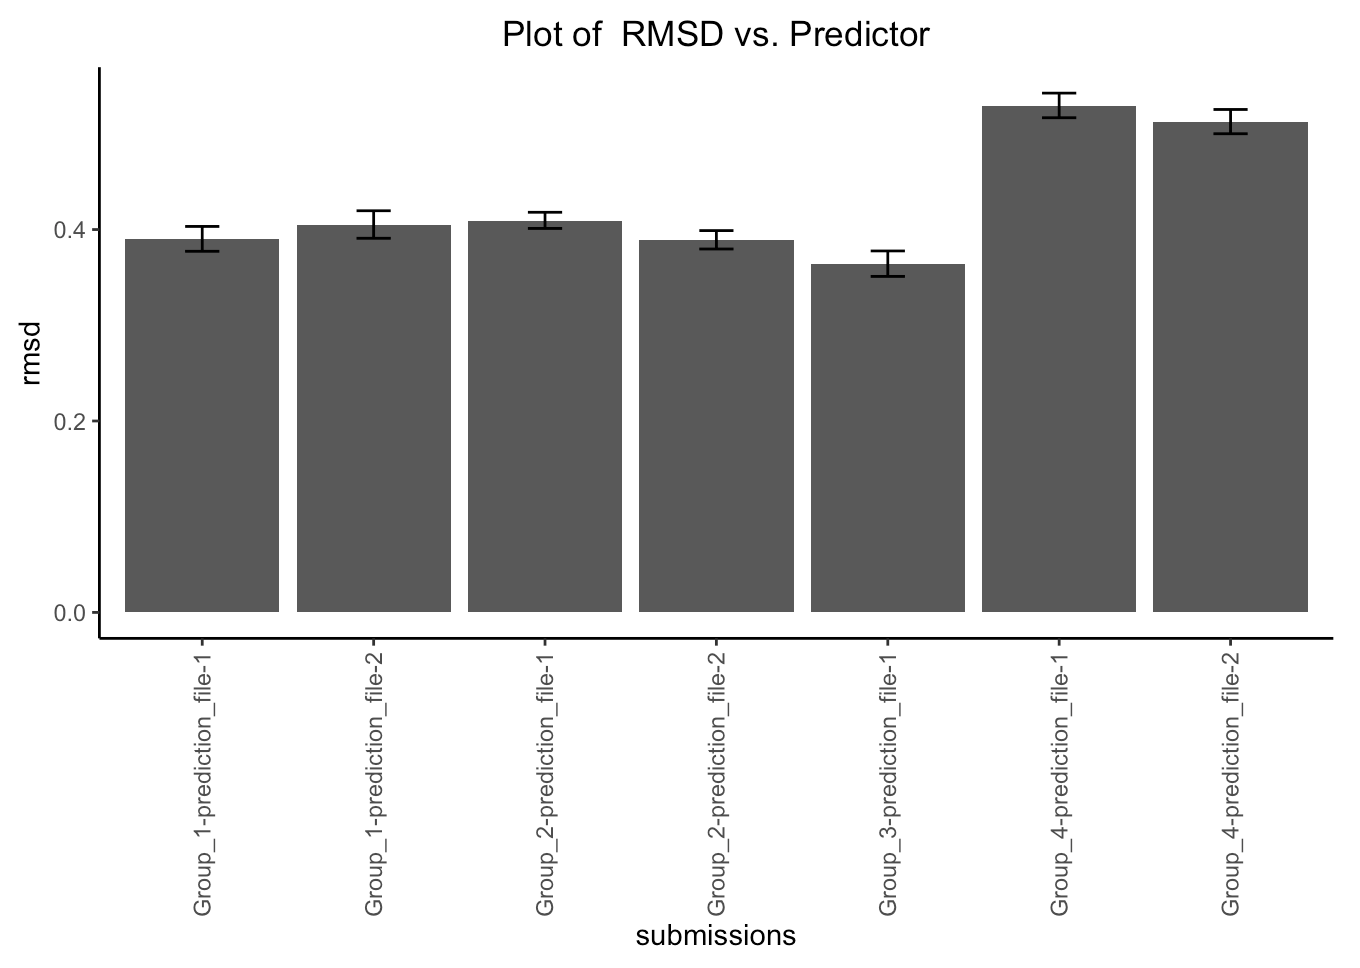 Plot of  RMSD vs. Predictor
rmsd
0.4
0.2
0.0
Group_1-prediction_file-1
Group_1-prediction_file-2
Group_2-prediction_file-1
Group_2-prediction_file-2
Group_3-prediction_file-1
Group_4-prediction_file-1
Group_4-prediction_file-2
submissions